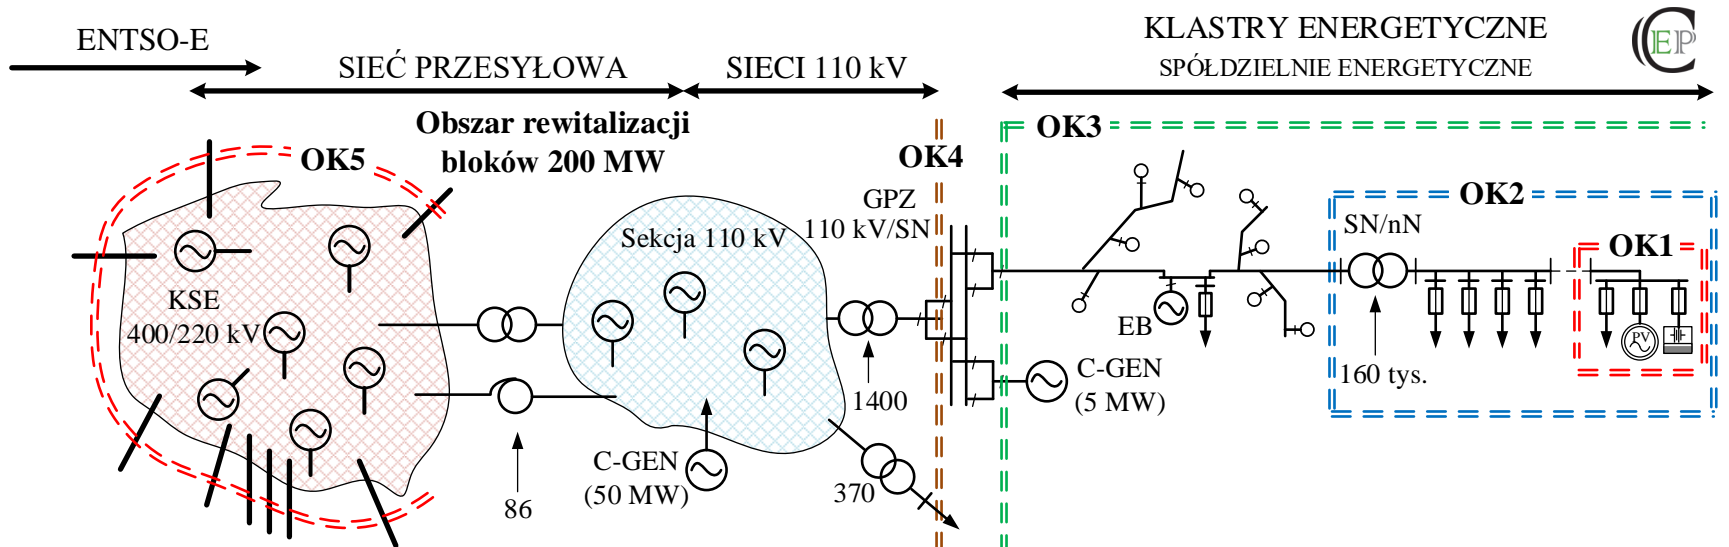 ENTSO-E
SIEĆ PRZESYŁOWA
SIECI 110 kV
KLASTRY ENERGETYCZNE
SPÓŁDZIELNIE ENERGETYCZNE
CEP
Obszar rewitalizacji
bloków 200 MW
OK5
OK4
OK3
OK2
OK1
GPZ
110 kV/SN
SN/nN
Sekcja 110 kV
KSE
400/220 kV
EB
PV
C-GEN
(5 MW)
160 tys.
1400
C-GEN
(50 MW)
370
86